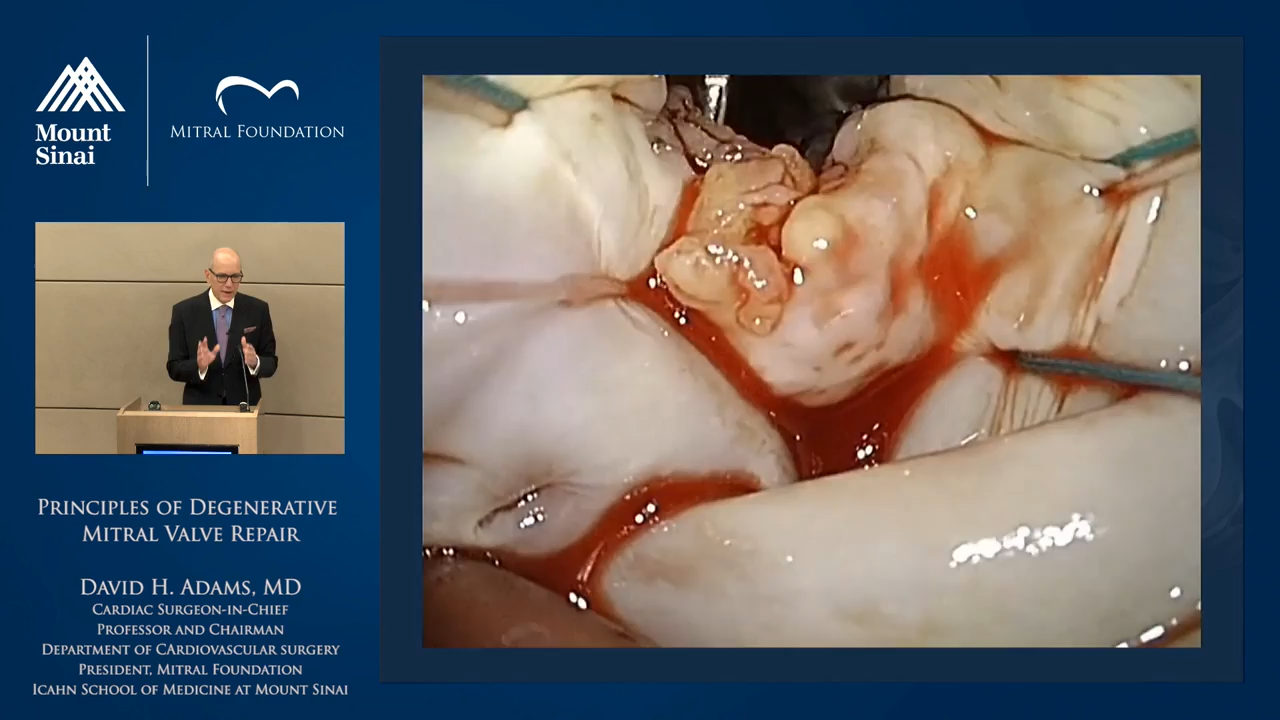 Mount
Sinai
MITRAL FOUNDATION
PRINCIPLES OF DEGENERATIVE
MITRAL VALVE REPAIR
DAVID H. ADAMS, MD
CARDIAC SURGEON-IN-CHIEF
PROFESSOR AND CHAIRMAN
DEPARTMENT OF CARDIOVASCULAR SURGERY
PRESIDENT, MITRAL FOUNDATION
ICAHN SCHOOL OF MEDICINE AT MOUNT SINAI